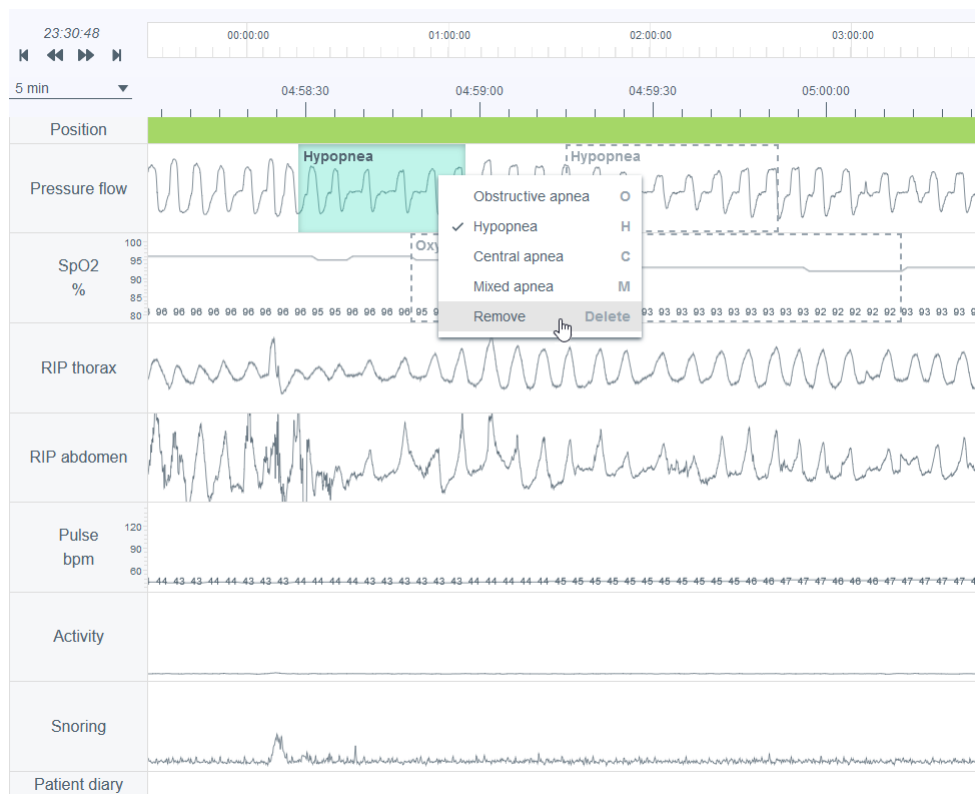 23:30:48
00:00:00 01:00:00 02:00:00 03:00:00
5 min
04:58:30 04:59:00 04:59:30 05:00:00
Position
Pressure flow
Hypopnea
Hypopnea
Obstructive apnea O
Hypopnea H
Central apnea C
Mixed apnea M
Remove Delete
SpO2
%
100
95
90
85
80
96 96 96 96 96 96 96 96 95 95 96 96 96 96 95
93 93 93 93 93 93 93 93 93 92 92 92 92 92 93 93 93 93
RIP thorax
RIP abdomen
Pulse
bpm
120
90
60
44 43 43 44 44 43 43 43 44 44 44 44 43 43 43 43 43 43 44 44 44 44 44 45 45 45 45 45 45 45 45 45 45 46 46 46 47 46 47 47 46 47 47 47 47
Activity
Snoring
Patient diary